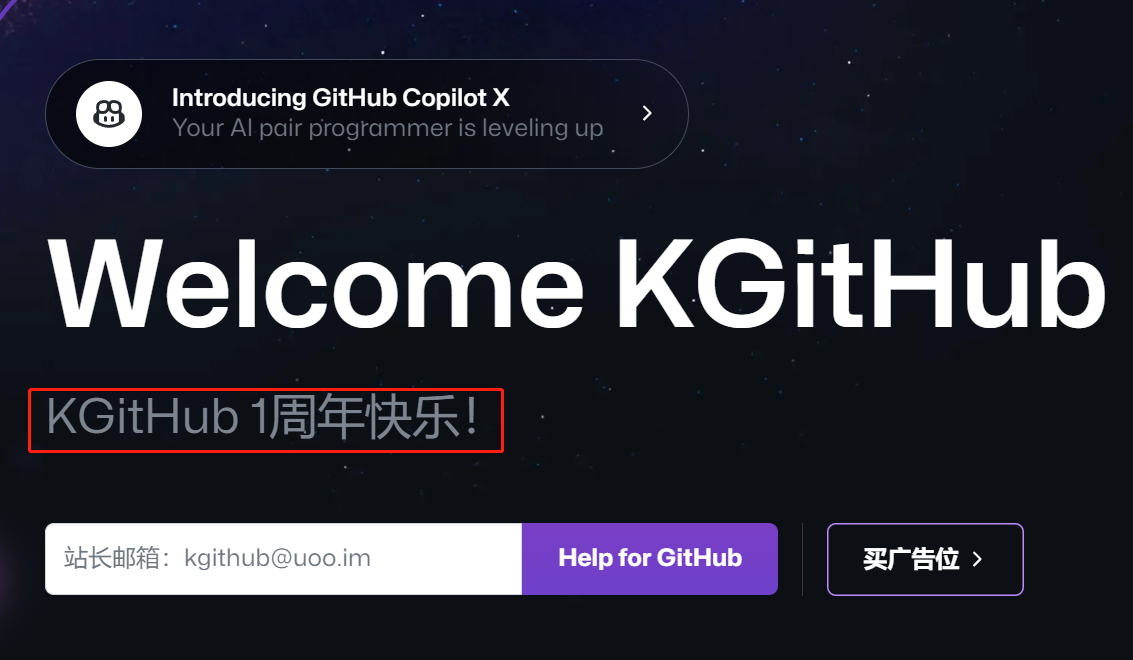 Introducing GitHub Copilot X
Your AI pair programmer is leveling up
Welcome KGitHub
KGitHub 1周年快乐！
站长邮箱：kgithub@uoo.im
Help for GitHub
买广告位